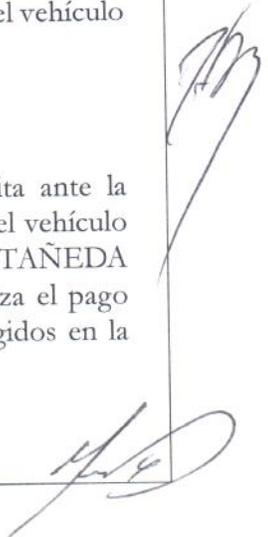 el vehículo
ita ante la
el vehículo
TAÑEDA
za el pago
gidos en la